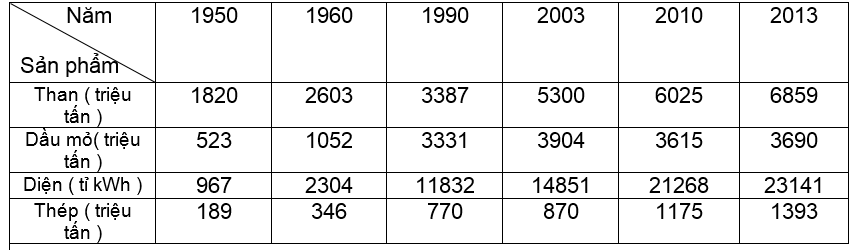 Năm 1950 1960 1990 2003 2010 2013
Sản phẩm
Than ( triệu tấn ) 1820 2603 3387 5300 6025 6859
Dầu mỏ( triệu tấn ) 523 1052 3331 3904 3615 3690
Diện ( tỉ kWh ) 967 2304 11832 14851 21268 23141
Thép ( triệu tấn ) 189 346 770 870 1175 1393